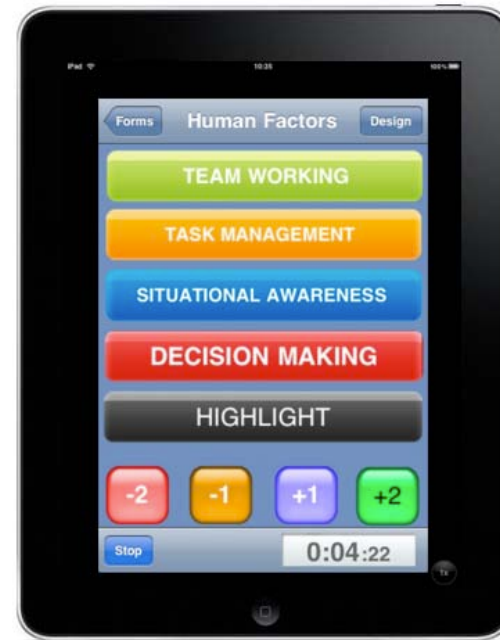 iPad 10:35 100%
Forms Human Factors Design
TEAM WORKING
TASK MANAGEMENT
SITUATIONAL AWARENESS
DECISION MAKING
HIGHLIGHT
-2 -1 +1 +2
Stop 0:04:22
1x